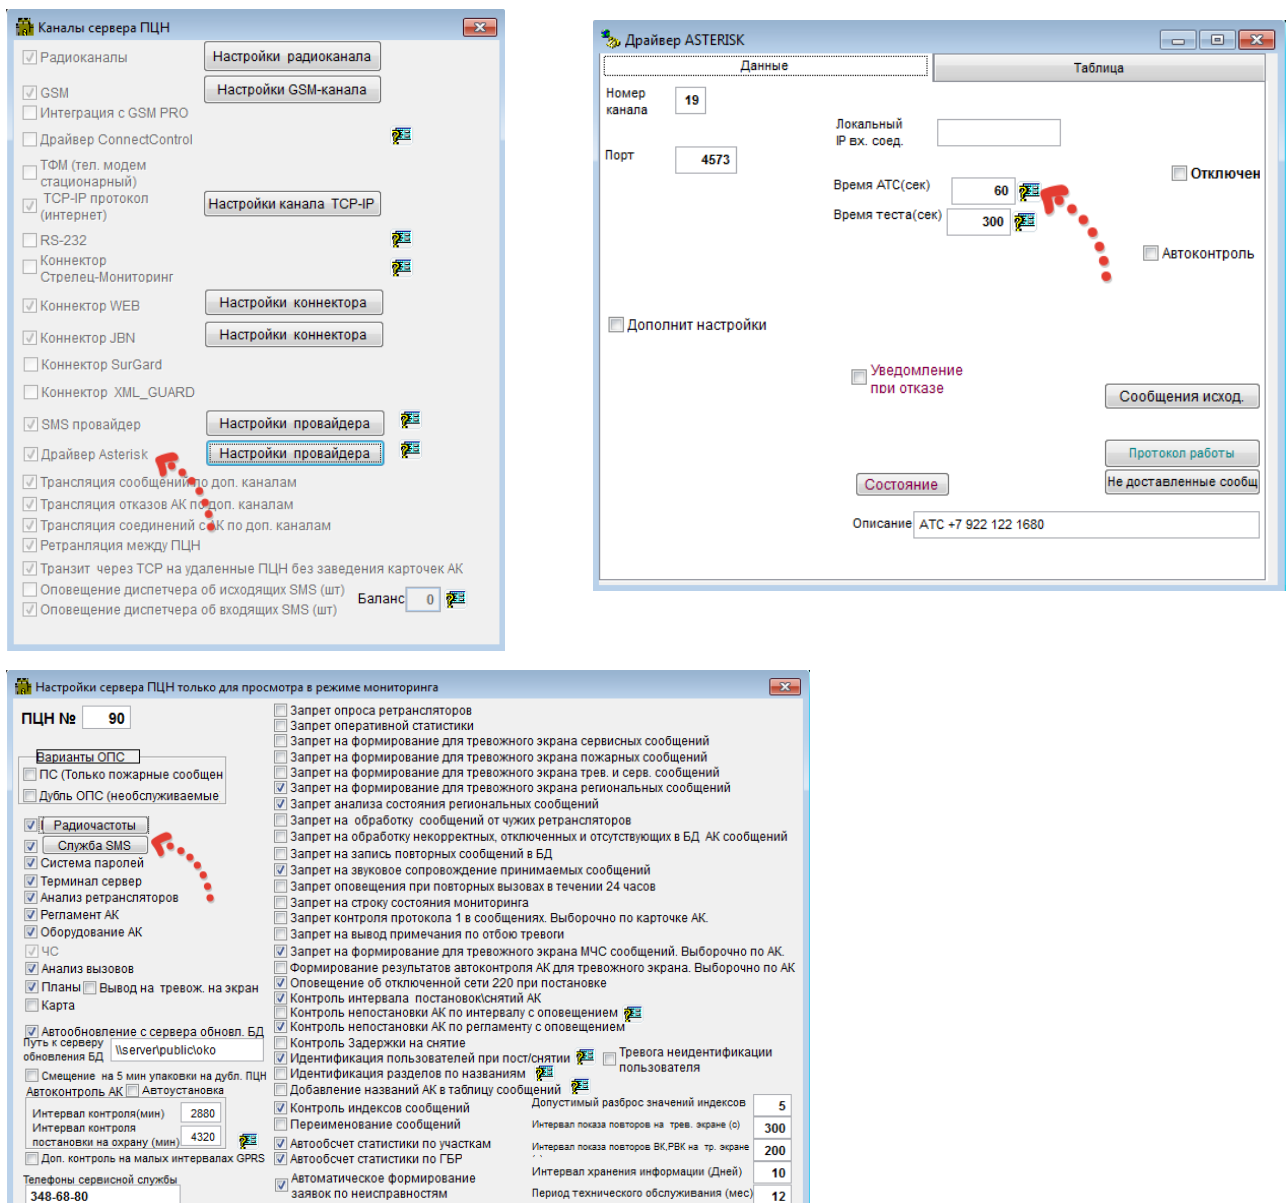 Каналы сервера ПЦН
Радиоканалы
Настройки радиоканала
GSM
Настройки GSM-канала
Интеграция с GSM PRO
Драйвер ConnectControl
ТФМ (тел. модем
стационарный)
TCP-IP протокол
(интернет)
Настройки канала TCP-IP
RS-232
Коннектор
Стрелец-Мониторинг
Коннектор WEB
Настройки коннектора
Коннектор JBN
Настройки коннектора
Коннектор SurGard
Коннектор XML_GUARD
SMS провайдер
Настройки провайдера
Драйвер Asterisk
Настройки провайдера
Трансляция сообщений по доп. каналам
Трансляция отказов АК по доп. каналам
Трансляция соединений с АК по доп. каналам
Ретранляция между ПЦН
Транзит через TCP на удаленные ПЦН без заведения карточек АК
Оповещение диспетчера об исходящих SMS (шт)
Оповещение диспетчера об входящих SMS (шт)
Баланс 0
Драйвер ASTERISK
Данные
Таблица
Номер
канала
19
Локальный
IP вх. соед.
Порт
4573
Время АТС(сек)
60
Время теста(сек)
300
Отключен
Автоконтроль
Дополнит настройки
Уведомление
при отказе
Сообщения исход.
Протокол работы
Состояние
Не доставленные сообщ
Описание АТС +7 922 122 1680
Настройки сервера ПЦН только для просмотра в режиме мониторинга
ПЦН № 90
Варианты ОПС
ПС (Только пожарные сообщен
Дубль ОПС (необслуживаемые
Радиочастоты
Служба SMS
Система паролей
Терминал сервер
Анализ ретрансляторов
Регламент АК
Оборудование АК
ЧС
Анализ вызовов
Планы
Вывод на тревож. на экран
Карта
Автообновление с сервера обновл. БД
Путь к серверу
обновления БД
\\server\public\oko
Смещение на 5 мин упаковки на дубл. ПЦН
Автоконтроль АК
Автоустановка
Интервал контроля(мин)
2880
Интервал контроля
постановки на охрану (мин)
4320
Доп. контроль на малых интервалах GPRS
Телефоны сервисной службы
348-68-80
Запрет опроса ретрансляторов
Запрет оперативной статистики
Запрет на формирование для тревожного экрана сервисных сообщений
Запрет на формирование для тревожного экрана пожарных сообщений
Запрет на формирование для тревожного экрана трев. и серв. сообщений
Запрет на формирование для тревожного экрана региональных сообщений
Запрет анализа состояния региональных сообщений
Запрет на обработку сообщений от чужих ретрансляторов
Запрет на обработку некорректных, отключенных и отсутствующих в БД АК сообщений
Запрет на запись повторных сообщений в БД
Запрет на звуковое сопровождение принимаемых сообщений
Запрет оповещения при повторных вызовах в течении 24 часов
Запрет на строку состояния мониторинга
Запрет контроля протокола 1 в сообщениях. Выборочно по карточке АК.
Запрет на вывод примечания по отбою тревоги
Запрет на формирование для тревожного экрана МЧС сообщений. Выборочно по АК.
Формирование результатов автоконтроля АК для тревожного экрана. Выборочно по АК
Оповещение об отключенной сети 220 при постановке
Контроль интервала постановок\снятий АК
Контроль непостановки АК по интервалу с оповещением
Контроль непостановки АК по регламенту с оповещением
Контроль Задержки на снятие
Идентификация пользователей при пост/снятии
Тревога неидентификации
пользователя
Идентификация разделов по названиям
Добавление названий АК в таблицу сообщений
Контроль индексов сообщений
Допустимый разброс значений индексов
5
Переименование сообщений
Интервал показа повторов на трев. экране (с)
300
Автообсчет статистики по участкам
Интервал показа повторов ВК,РВК на тр. экране
200
Автообсчет статистики по ГБР
Интервал хранения информации (Дней)
10
Автоматическое формирование
заявок по неисправностям
Период технического обслуживания (мес)
12